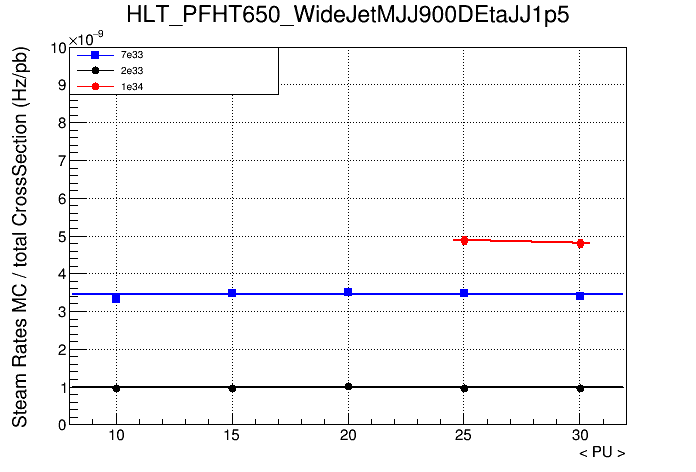 HLT_PFHT650_WideJetMJJ900DEtaJJ1p5
×10⁻⁹
7e33
2e33
1e34
Steam Rates MC / total CrossSection (Hz/pb)
10
9
8
7
6
5
4
3
2
1
0
10 15 20 25 30
< PU >